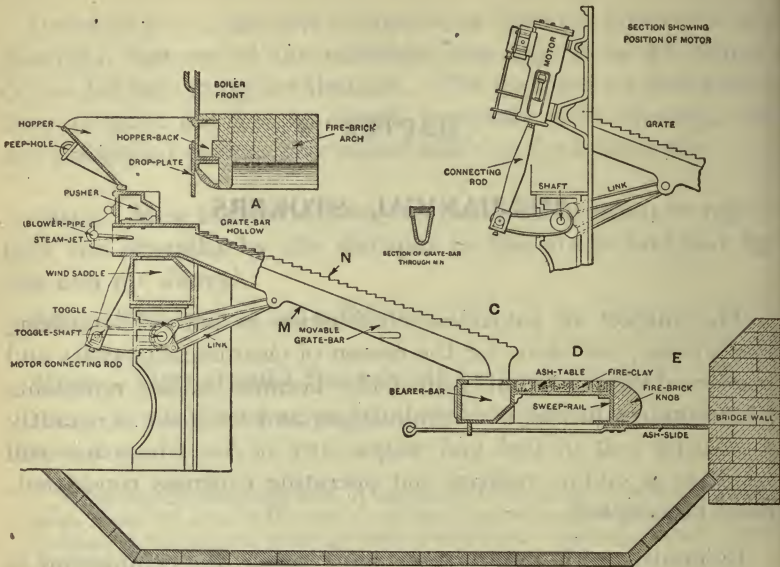 SECTION SHOWING
POSITION OF MOTOR
MOTOR
GRATE
CONNECTING
ROD
SHAFT
LINK
BOILER
FRONT
HOPPER
PEEP-HOLE
HOPPER-BACK
FIRE-BRICK
ARCH
DROP-PLATE
PUSHER
A
GRATE-BAR
HOLLOW
(BLOWER-PIPE
STEAM-JET
SECTION OF GRATE-BAR
THROUGH M N
WIND SADDLE
N
C
TOGGLE
M
MOVABLE
GRATE-BAR
D
E
TOGGLE-SHAFT
LINK
MOTOR CONNECTING ROD
ASH-TABLE
FIRE-CLAY
BEARER-BAR
SWEEP-RAIL
FIRE-BRICK
KNOB
BRIDGE WALL
ASH-SLIDE